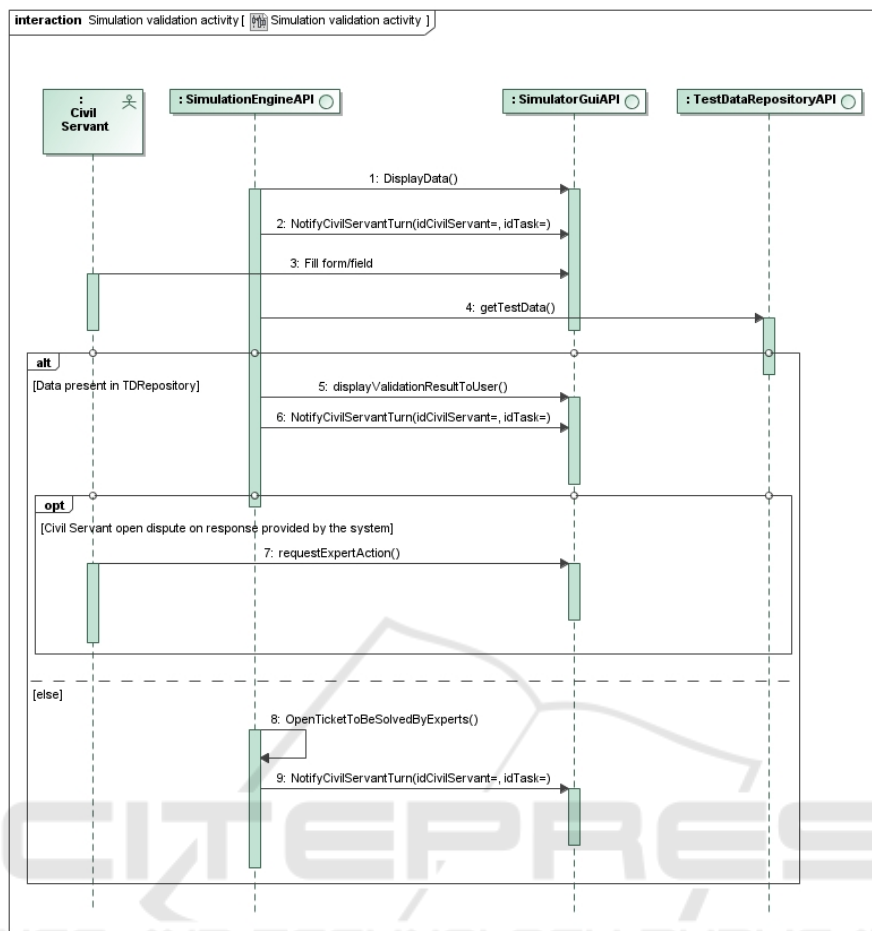 interaction Simulation validation activity [ Simulation validation activity ]
:
Civil
Servant
: SimulationEngineAPI
: SimulatorGuiAPI
: TestDataRepositoryAPI
1: DisplayData()
2: NotifyCivilServantTurn(idCivilServant=, idTask=)
3: Fill form/field
4: getTestData()
alt
[Data present in TDRepository]
5: displayValidationResultToUser()
6: NotifyCivilServantTurn(idCivilServant=, idTask=)
opt
[Civil Servant open dispute on response provided by the system]
7: requestExpertAction()
[else]
8: OpenTicketToBeSolvedByExperts()
9: NotifyCivilServantTurn(idCivilServant=, idTask=)
CITEPRES